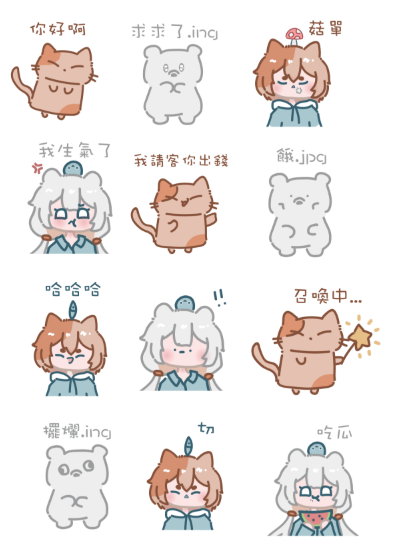 你好啊
求求了.ing
菇單
我生氣了
我請客你出錢
餓.jpg
哈哈哈
!!
召喚中...
擺爛.ing
切
吃瓜